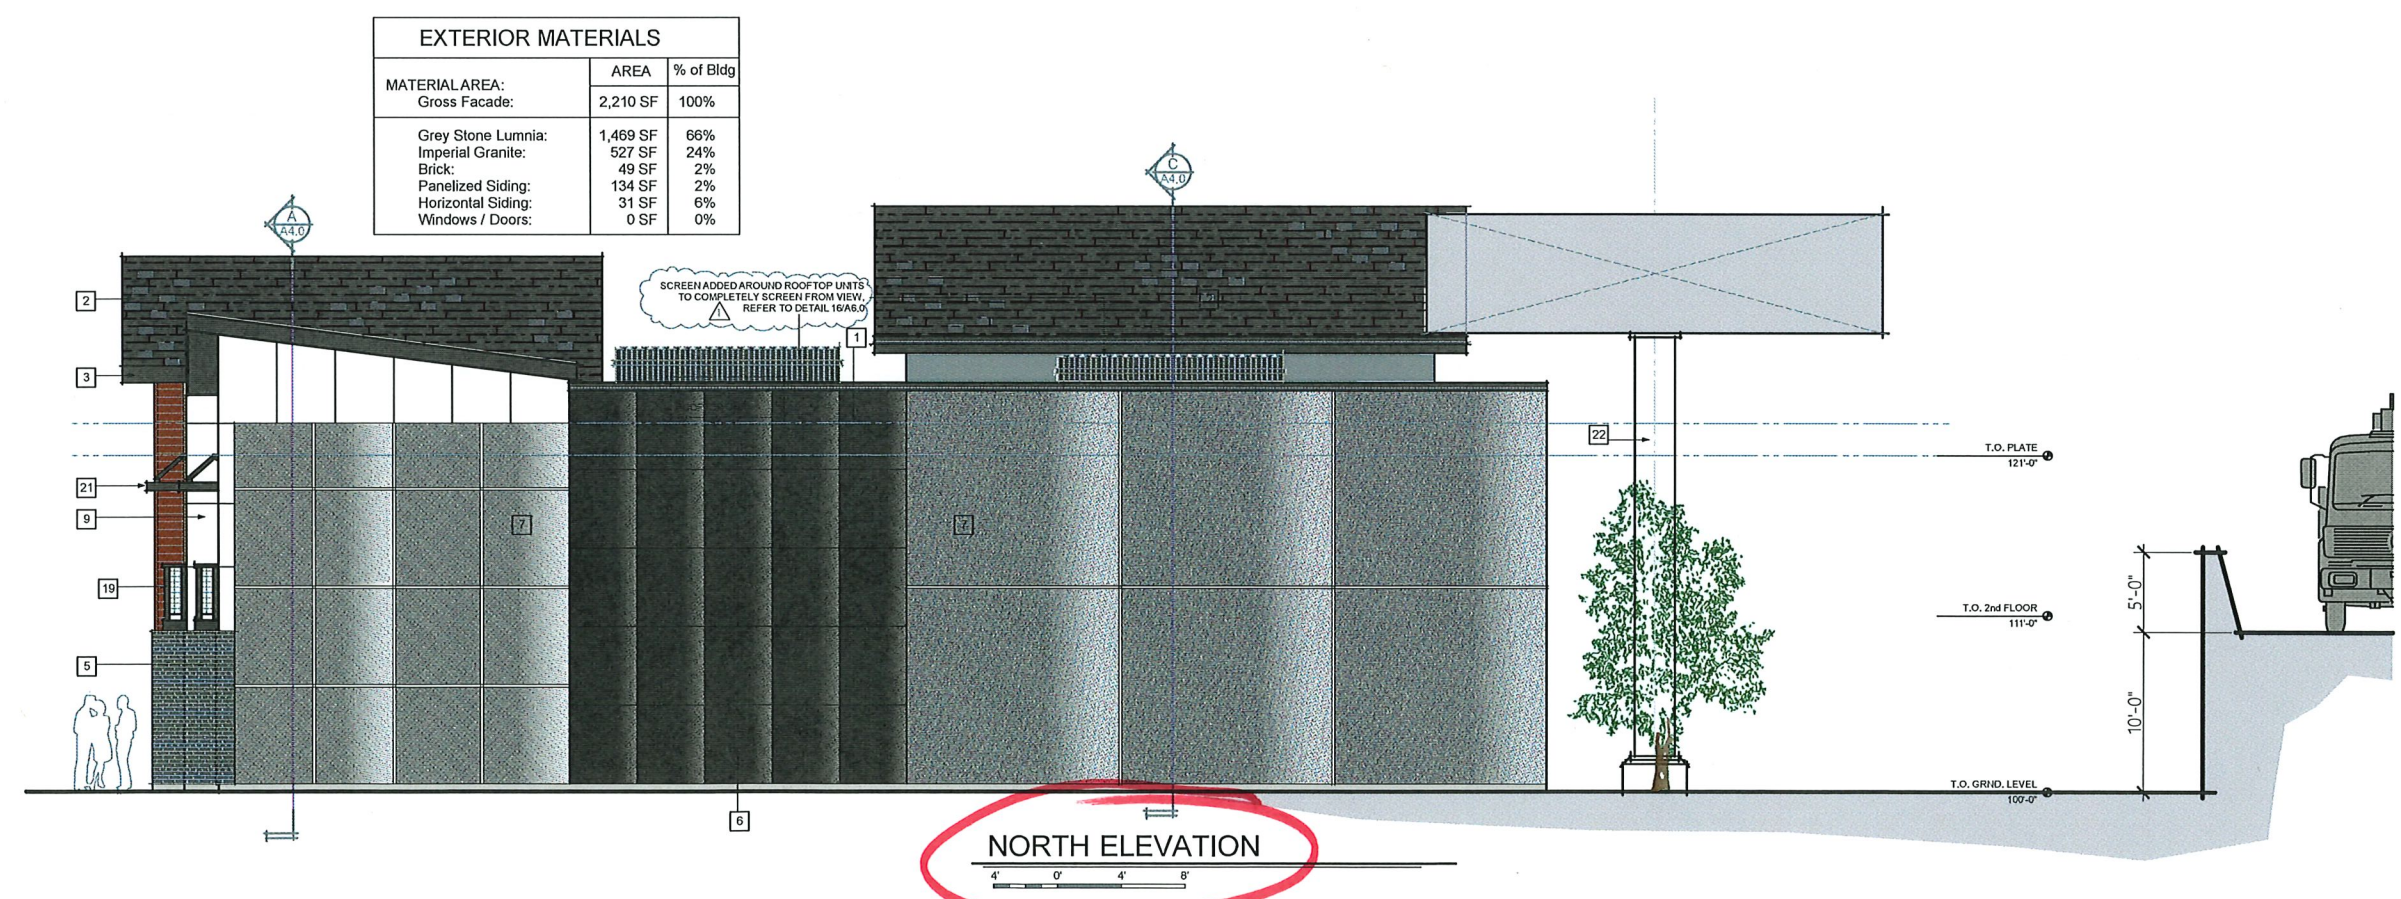 EXTERIOR MATERIALS
AREA % of Bldg
MATERIAL AREA:
Gross Facade: 2,210 SF 100%
Grey Stone Lumnia: 1,469 SF 66%
Imperial Granite: 527 SF 24%
Brick: 49 SF 2%
Panelized Siding: 134 SF 2%
Horizontal Siding: 31 SF 6%
Windows / Doors: 0 SF 0%
C
A4.0
A
A4.0
SCREEN ADDED AROUND ROOFTOP UNITS
TO COMPLETELY SCREEN FROM VIEW,
REFER TO DETAIL 16/A6.0
1
1
2
3
21
9
19
5
7
7
6
22
T.O. PLATE
121'-0"
T.O. 2nd FLOOR
111'-0"
T.O. GRND. LEVEL
100'-0"
5'-0"
10'-0"
NORTH ELEVATION
4' 0' 4' 8'